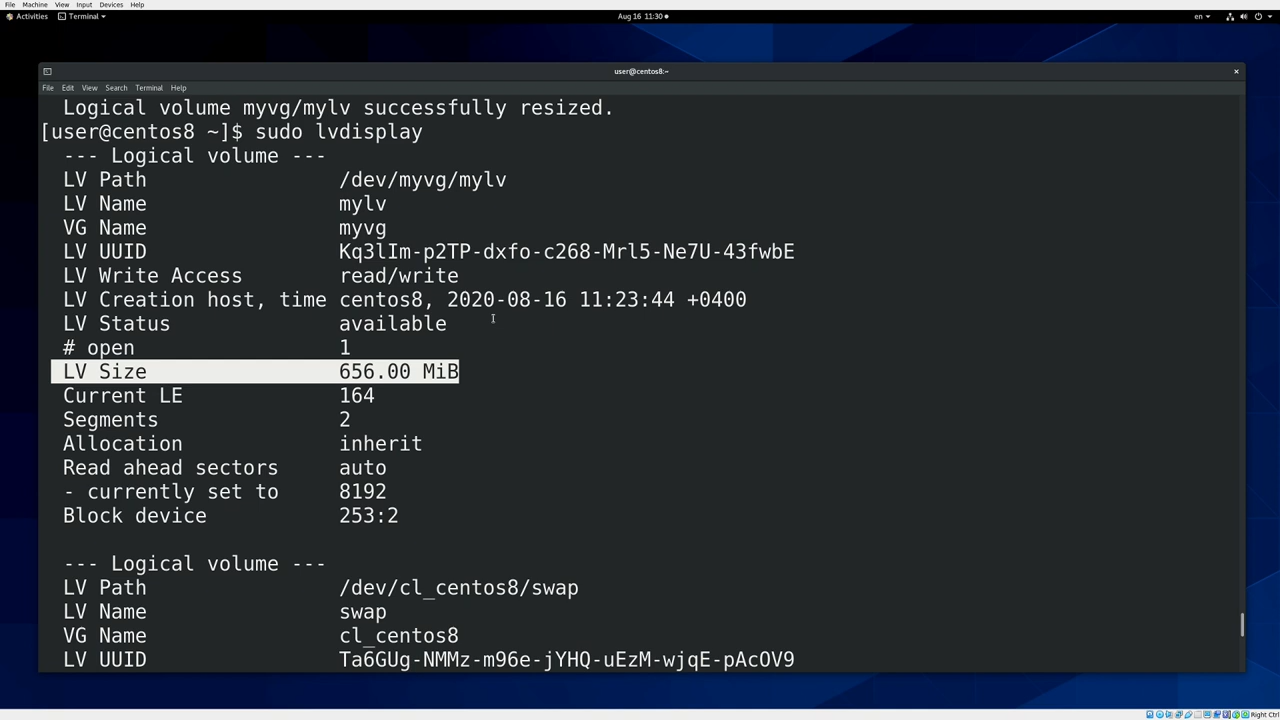 File Machine View Input Devices Help
Activities Terminal Aug 16 11:30 en
user@centos8:~
File Edit View Search Terminal Help
Logical volume myvg/mylv successfully resized.
[user@centos8 ~]$ sudo lvdisplay
--- Logical volume ---
LV Path /dev/myvg/mylv
LV Name mylv
VG Name myvg
LV UUID Kq3lIm-p2TP-dxfo-c268-Mrl5-Ne7U-43fwbE
LV Write Access read/write
LV Creation host, time centos8, 2020-08-16 11:23:44 +0400
LV Status available
# open 1
LV Size 656.00 MiB
Current LE 164
Segments 2
Allocation inherit
Read ahead sectors auto
- currently set to 8192
Block device 253:2
--- Logical volume ---
LV Path /dev/cl_centos8/swap
LV Name swap
VG Name cl_centos8
LV UUID Ta6GUg-NMMz-m96e-jYHQ-uEzM-wjqE-pAcOV9
Right Ctrl